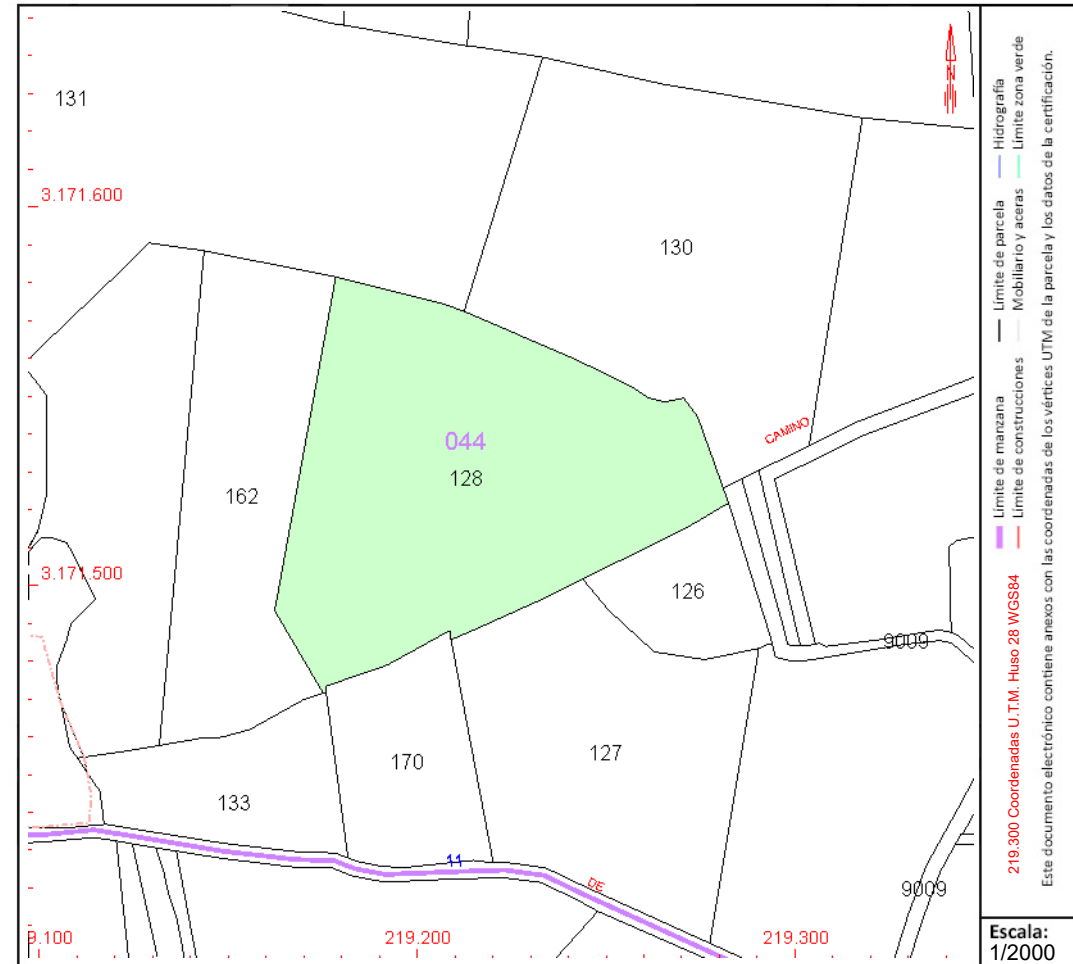 131
3.171.600
130
CAMINO
044
128
162
3.171.500
126
9009
127
170
133
11
DE
9009
9.100
219.200
219.300
N
Límite de manzana
Límite de parcela
Hidrografía
Límite de construcciones
Mobiliario y aceras
Límite zona verde
219.300 Coordenadas U.T.M. Huso 28 WGS84
Este documento electrónico contiene anexos con las coordenadas de los vértices UTM de la parcela y los datos de la certificación.
Escala:
1/2000